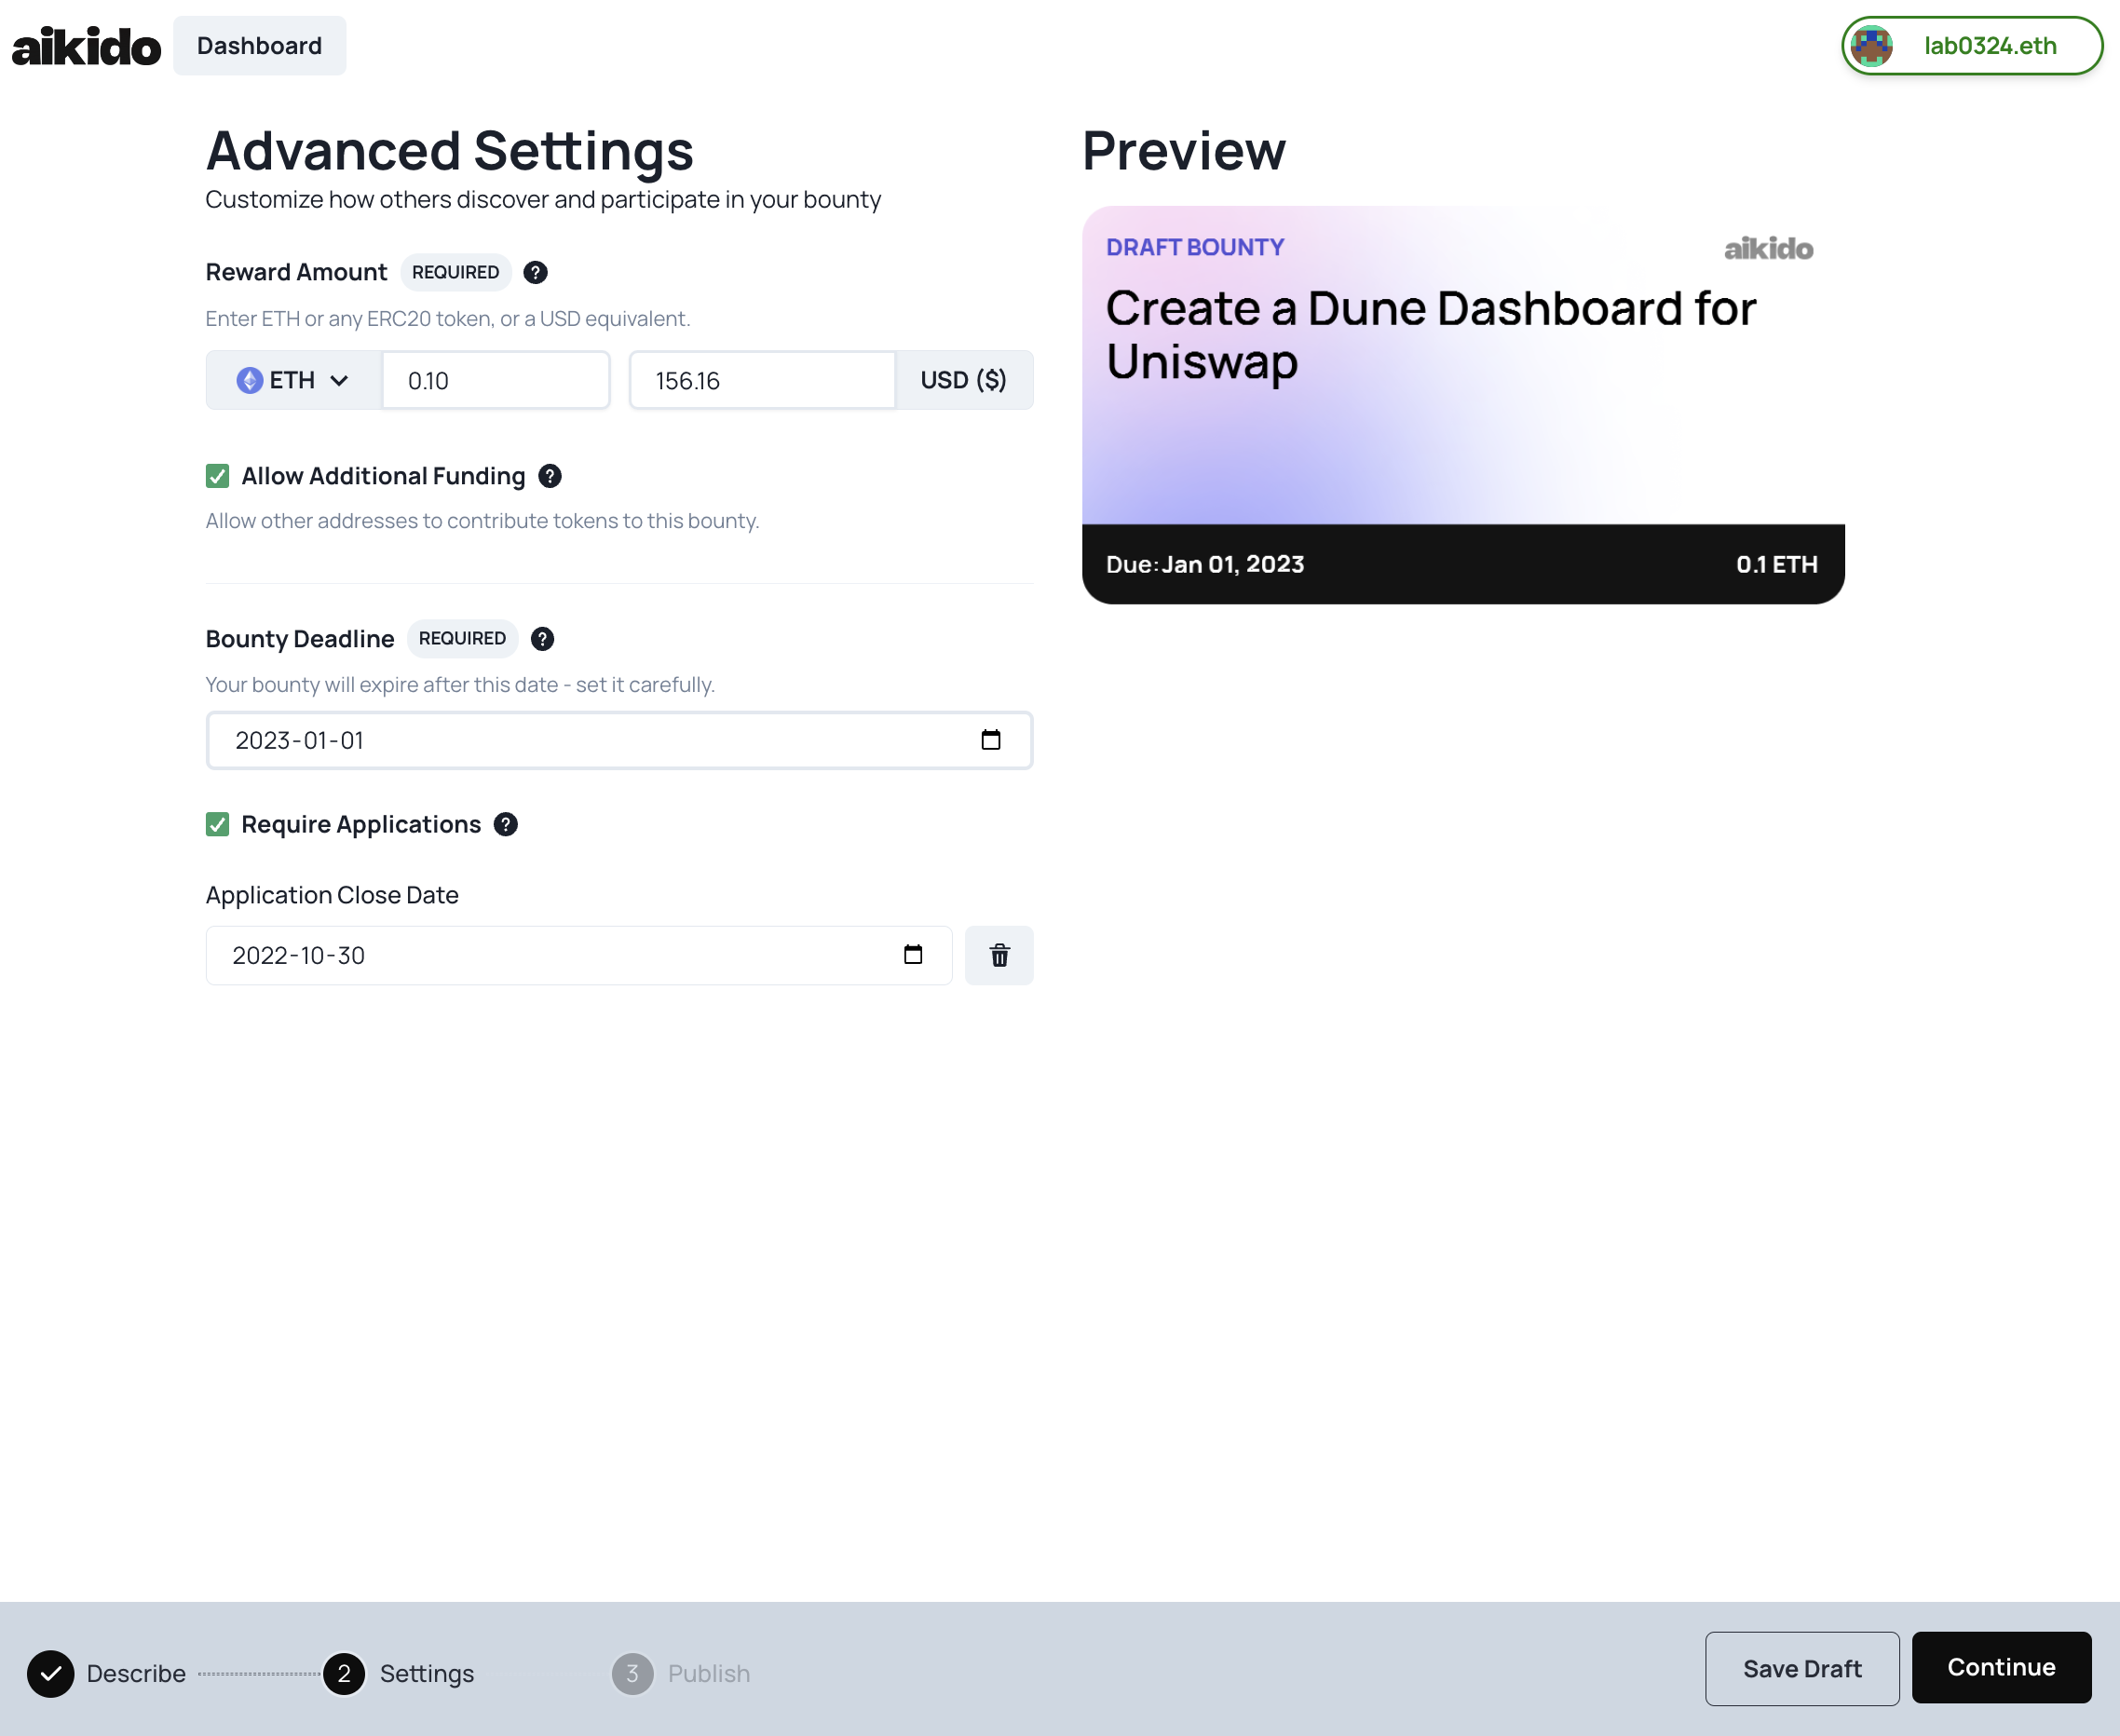 aikido
Dashboard
lab0324.eth
Advanced Settings
Customize how others discover and participate in your bounty
Reward Amount REQUIRED ?
Enter ETH or any ERC20 token, or a USD equivalent.
ETH 0.10 156.16 USD ($)
Allow Additional Funding ?
Allow other addresses to contribute tokens to this bounty.
Bounty Deadline REQUIRED ?
Your bounty will expire after this date - set it carefully.
2023-01-01
Require Applications ?
Application Close Date
2022-10-30
Preview
DRAFT BOUNTY aikido
Create a Dune Dashboard for
Uniswap
Due: Jan 01, 2023 0.1 ETH
Describe 2 Settings 3 Publish
Save Draft Continue